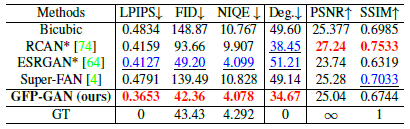 Methods LPIPS↓ FID↓ NIQE ↓ Deg.↓ PSNR↑ SSIM↑
Bicubic 0.4834 148.87 10.767 49.60 25.377 0.6985
RCAN* [74] 0.4159 93.66 9.907 38.45 27.24 0.7533
ESRGAN* [64] 0.4127 49.20 4.099 51.21 23.74 0.6319
Super-FAN [4] 0.4791 139.49 10.828 49.14 25.28 0.7033
GFP-GAN (ours) 0.3653 42.36 4.078 34.67 25.04 0.6744
GT 0 43.43 4.292 0 ∞ 1